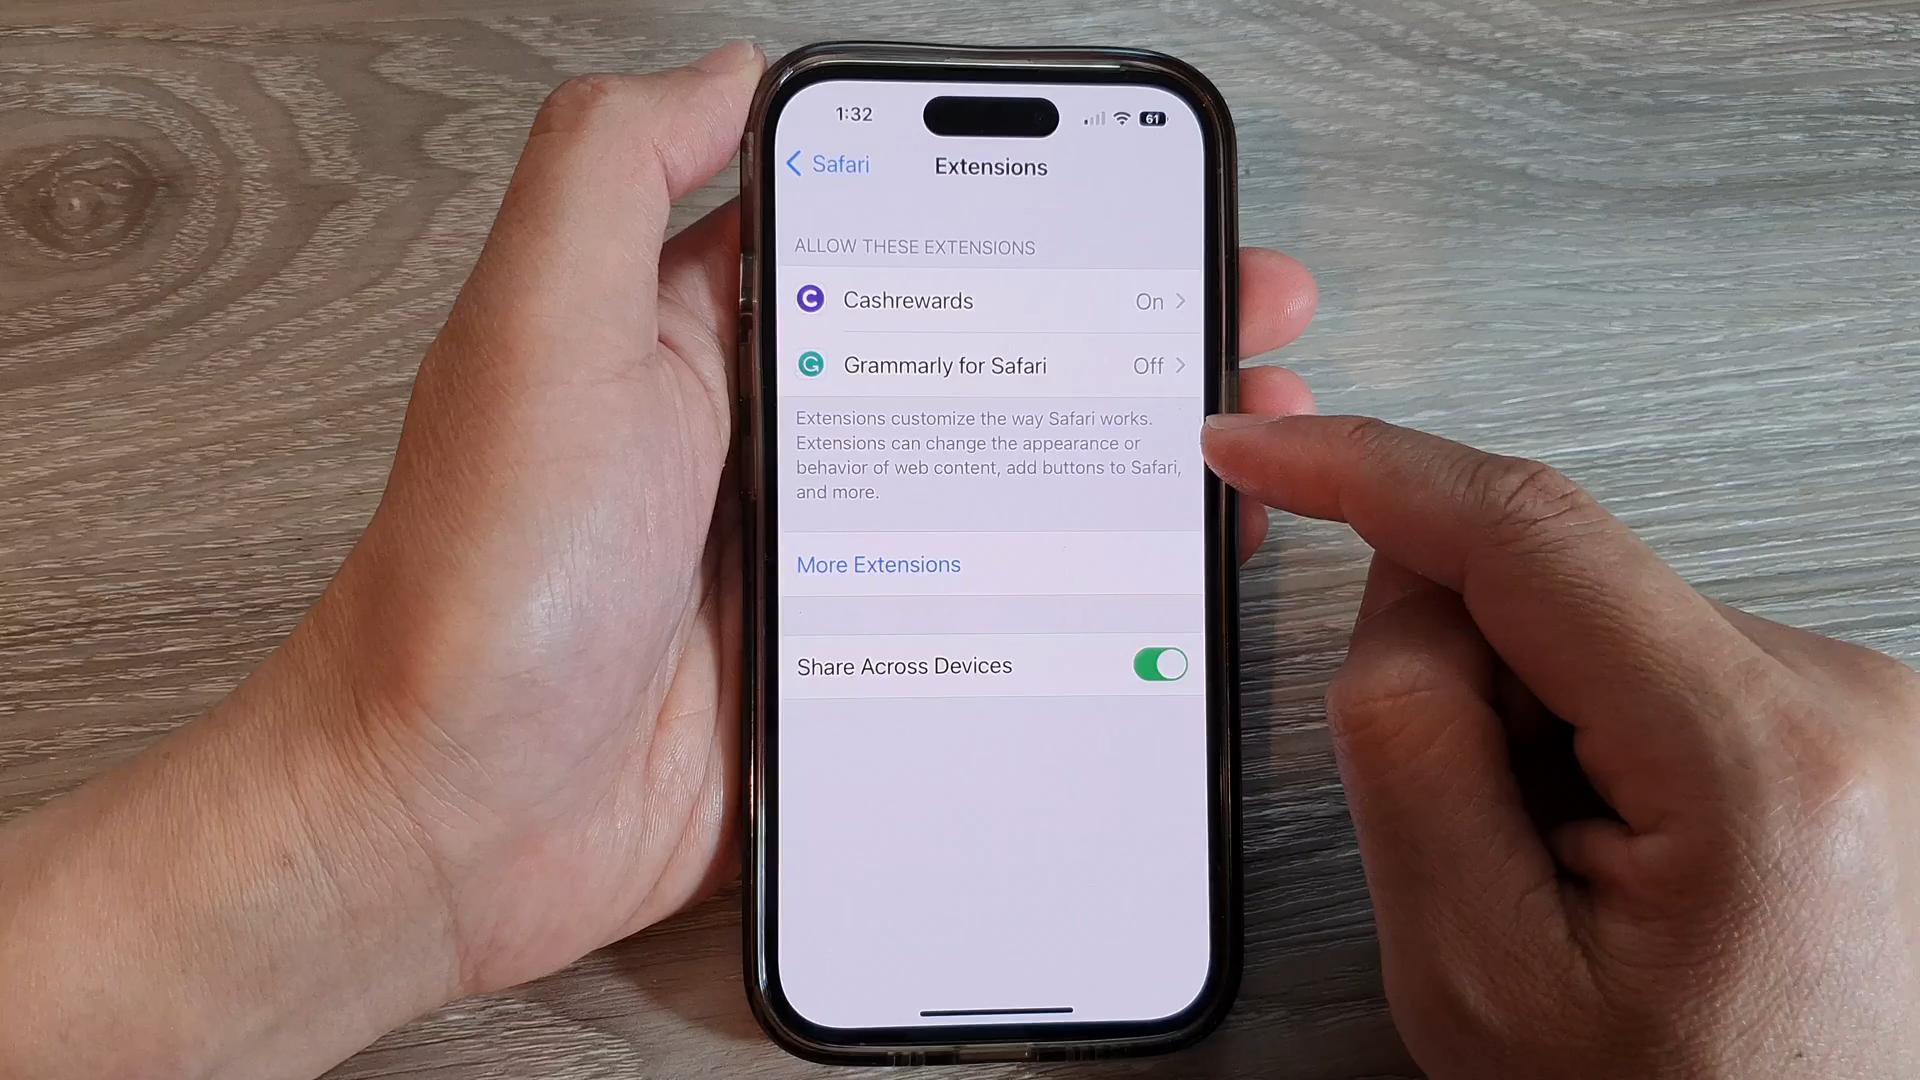 1:32
61
Safari
Extensions
ALLOW THESE EXTENSIONS
C Cashrewards On
G Grammarly for Safari Off
Extensions customize the way Safari works.
Extensions can change the appearance or
behavior of web content, add buttons to Safari,
and more.
More Extensions
Share Across Devices